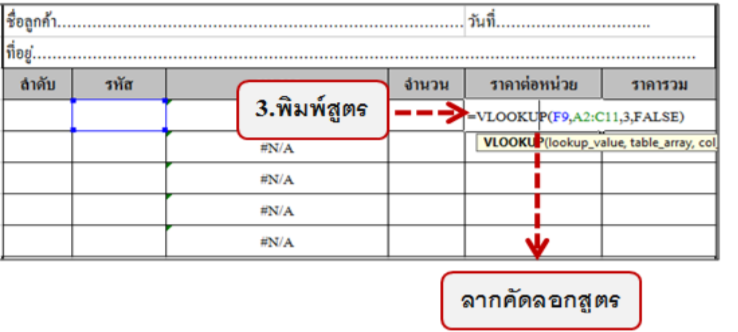 ชื่อลูกค้า.................................................................................................... วันที่......................................
ที่อยู่....................................................................................................................................................................
ลำดับ รหัส จำนวน ราคาต่อหน่วย ราคารวม
3.พิมพ์สูตร =VLOOKUP(F9,A2:C11,3,FALSE)
#N/A VLOOKUP(lookup_value, table_array, col
#N/A
#N/A
#N/A
ลากคัดลอกสูตร